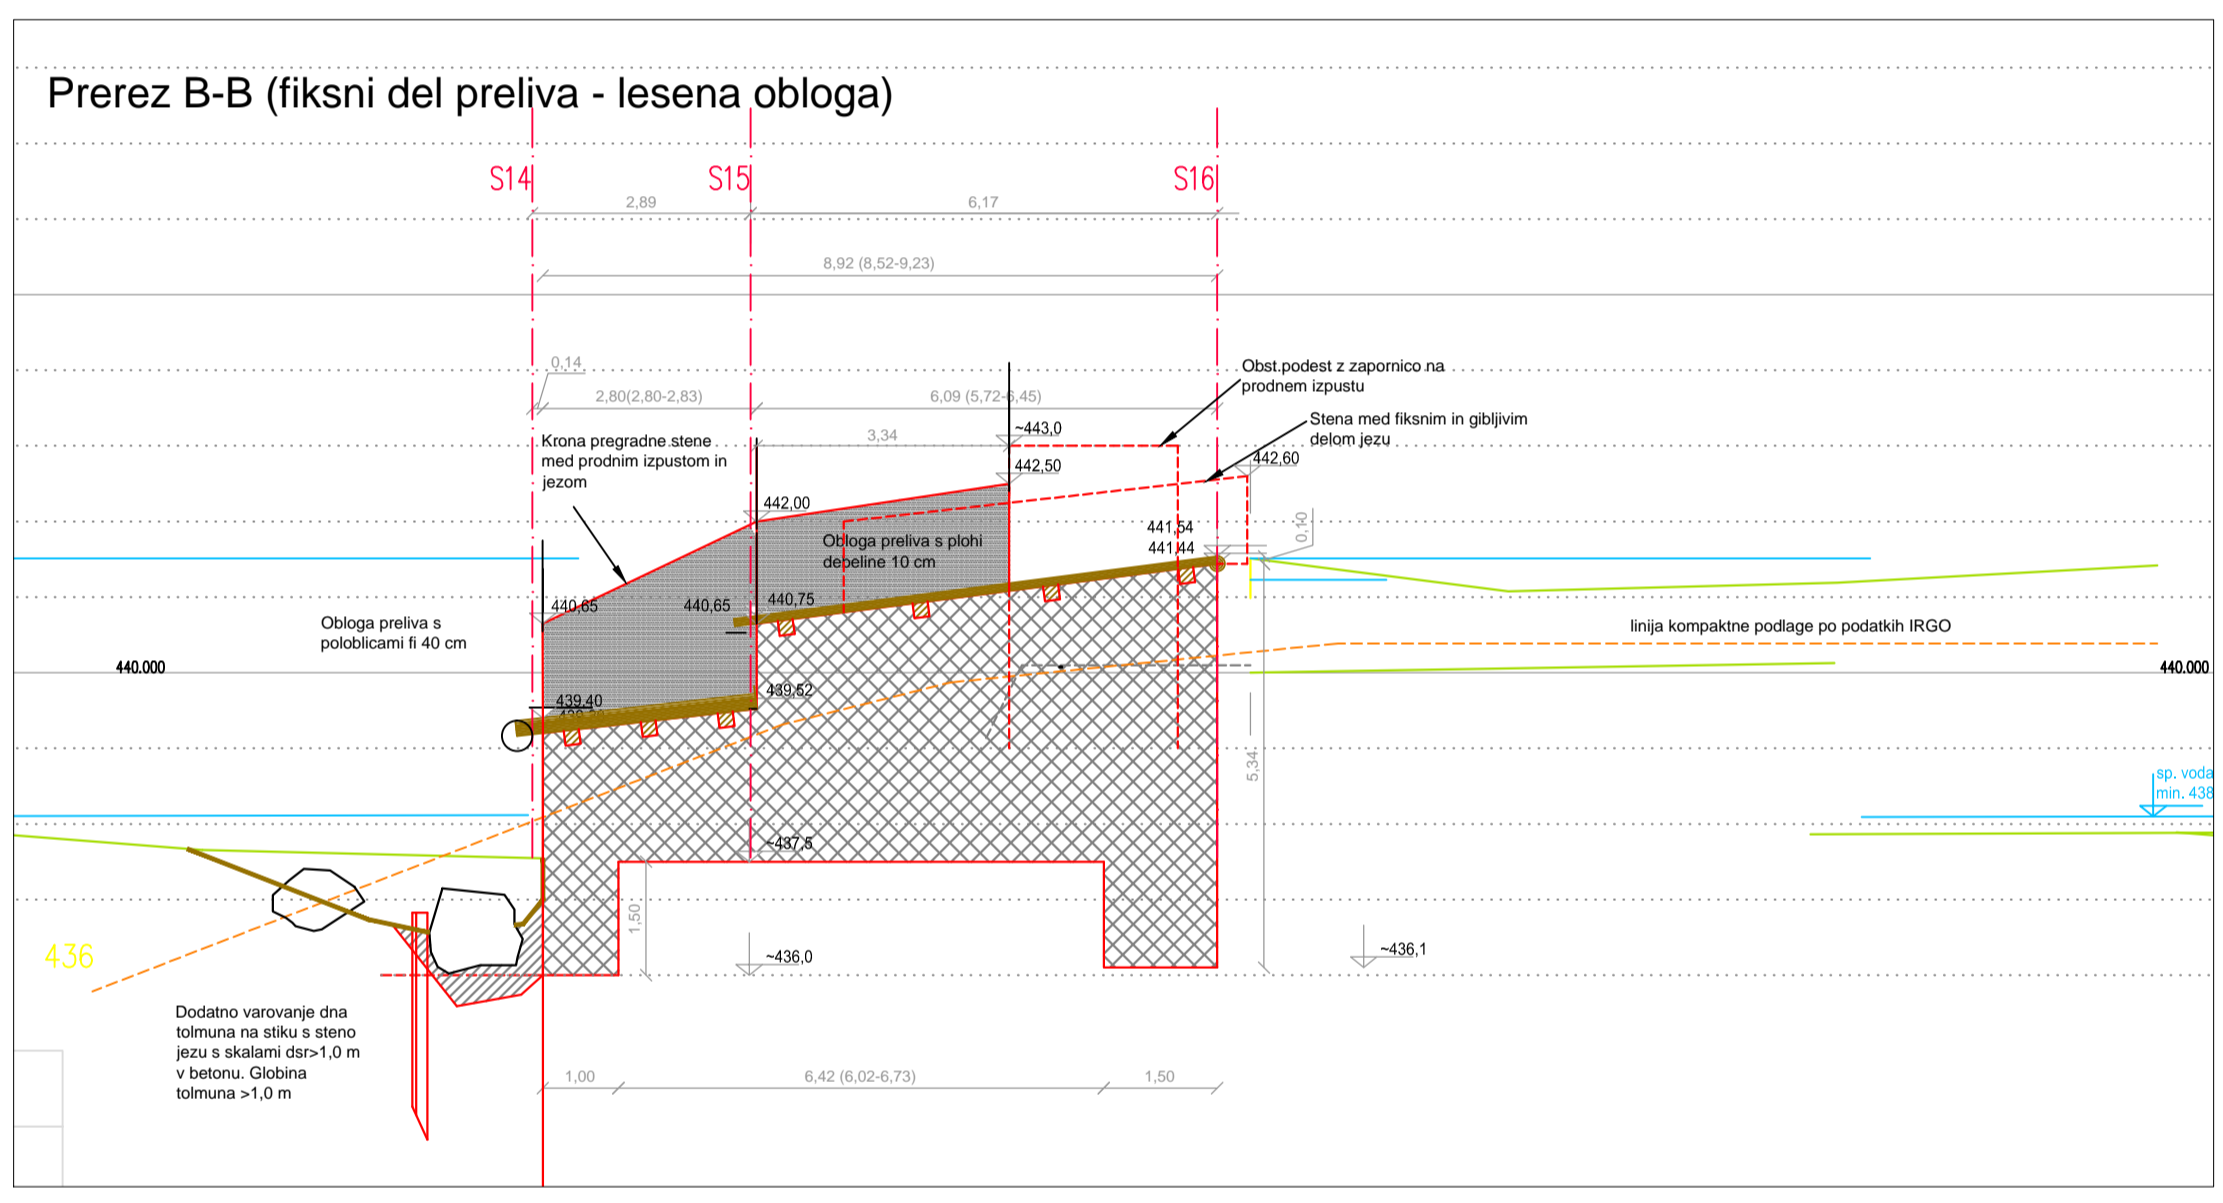 Prerez B-B (fiksni del preliva - lesena obloga)
S14
S15
S16
2,89
6,17
8,92 (8,52-9,23)
0,14
2,80(2,80-2,83)
6,09 (5,72-6,45)
Obst.podest z zapornico na
prodnem izpustu
Stena med fiksnim in gibljivim
delom jezu
Krona pregradne stene
med prodnim izpustom in
jezom
3,34
~443,0
442,50
442,60
442,00
441,54
441,44
0,10
Obloga preliva s plohi
debeline 10 cm
440,65
440,65
440,75
Obloga preliva s
poloblicami fi 40 cm
linija kompaktne podlage po podatkih IRGO
440.000
440.000
439,40
439,52
5,34
sp. voda
min. 438
~437,5
1,50
436
~436,0
~436,1
Dodatno varovanje dna
tolmuna na stiku s steno
jezu s skalami dsr>1,0 m
v betonu. Globina
tolmuna >1,0 m
1,00
6,42 (6,02-6,73)
1,50